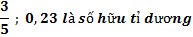 3/5 ; 0,23 là số hữu tỉ dương